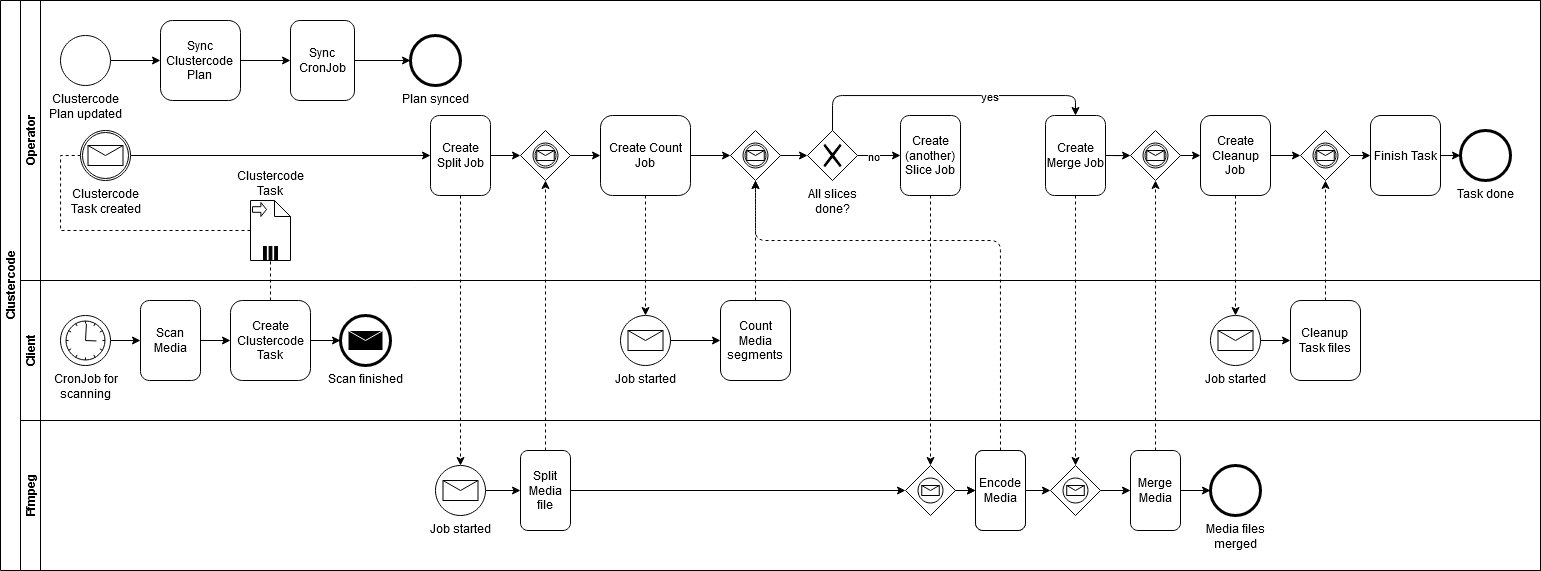 Clustercode
Operator
Clustercode
Plan updated
Sync
Clustercode
Plan
Sync
CronJob
Plan synced
Clustercode
Task created
Clustercode
Task
Create
Split Job
Create Count
Job
All slices
done?
yes
no
Create
(another)
Slice Job
Create
Merge Job
Create
Cleanup
Job
Finish Task
Task done
Client
CronJob for
scanning
Scan
Media
Create
Clustercode
Task
Scan finished
Job started
Count
Media
segments
Job started
Cleanup
Task files
Ffmpeg
Job started
Split
Media
file
Encode
Media
Merge
Media
Media files
merged